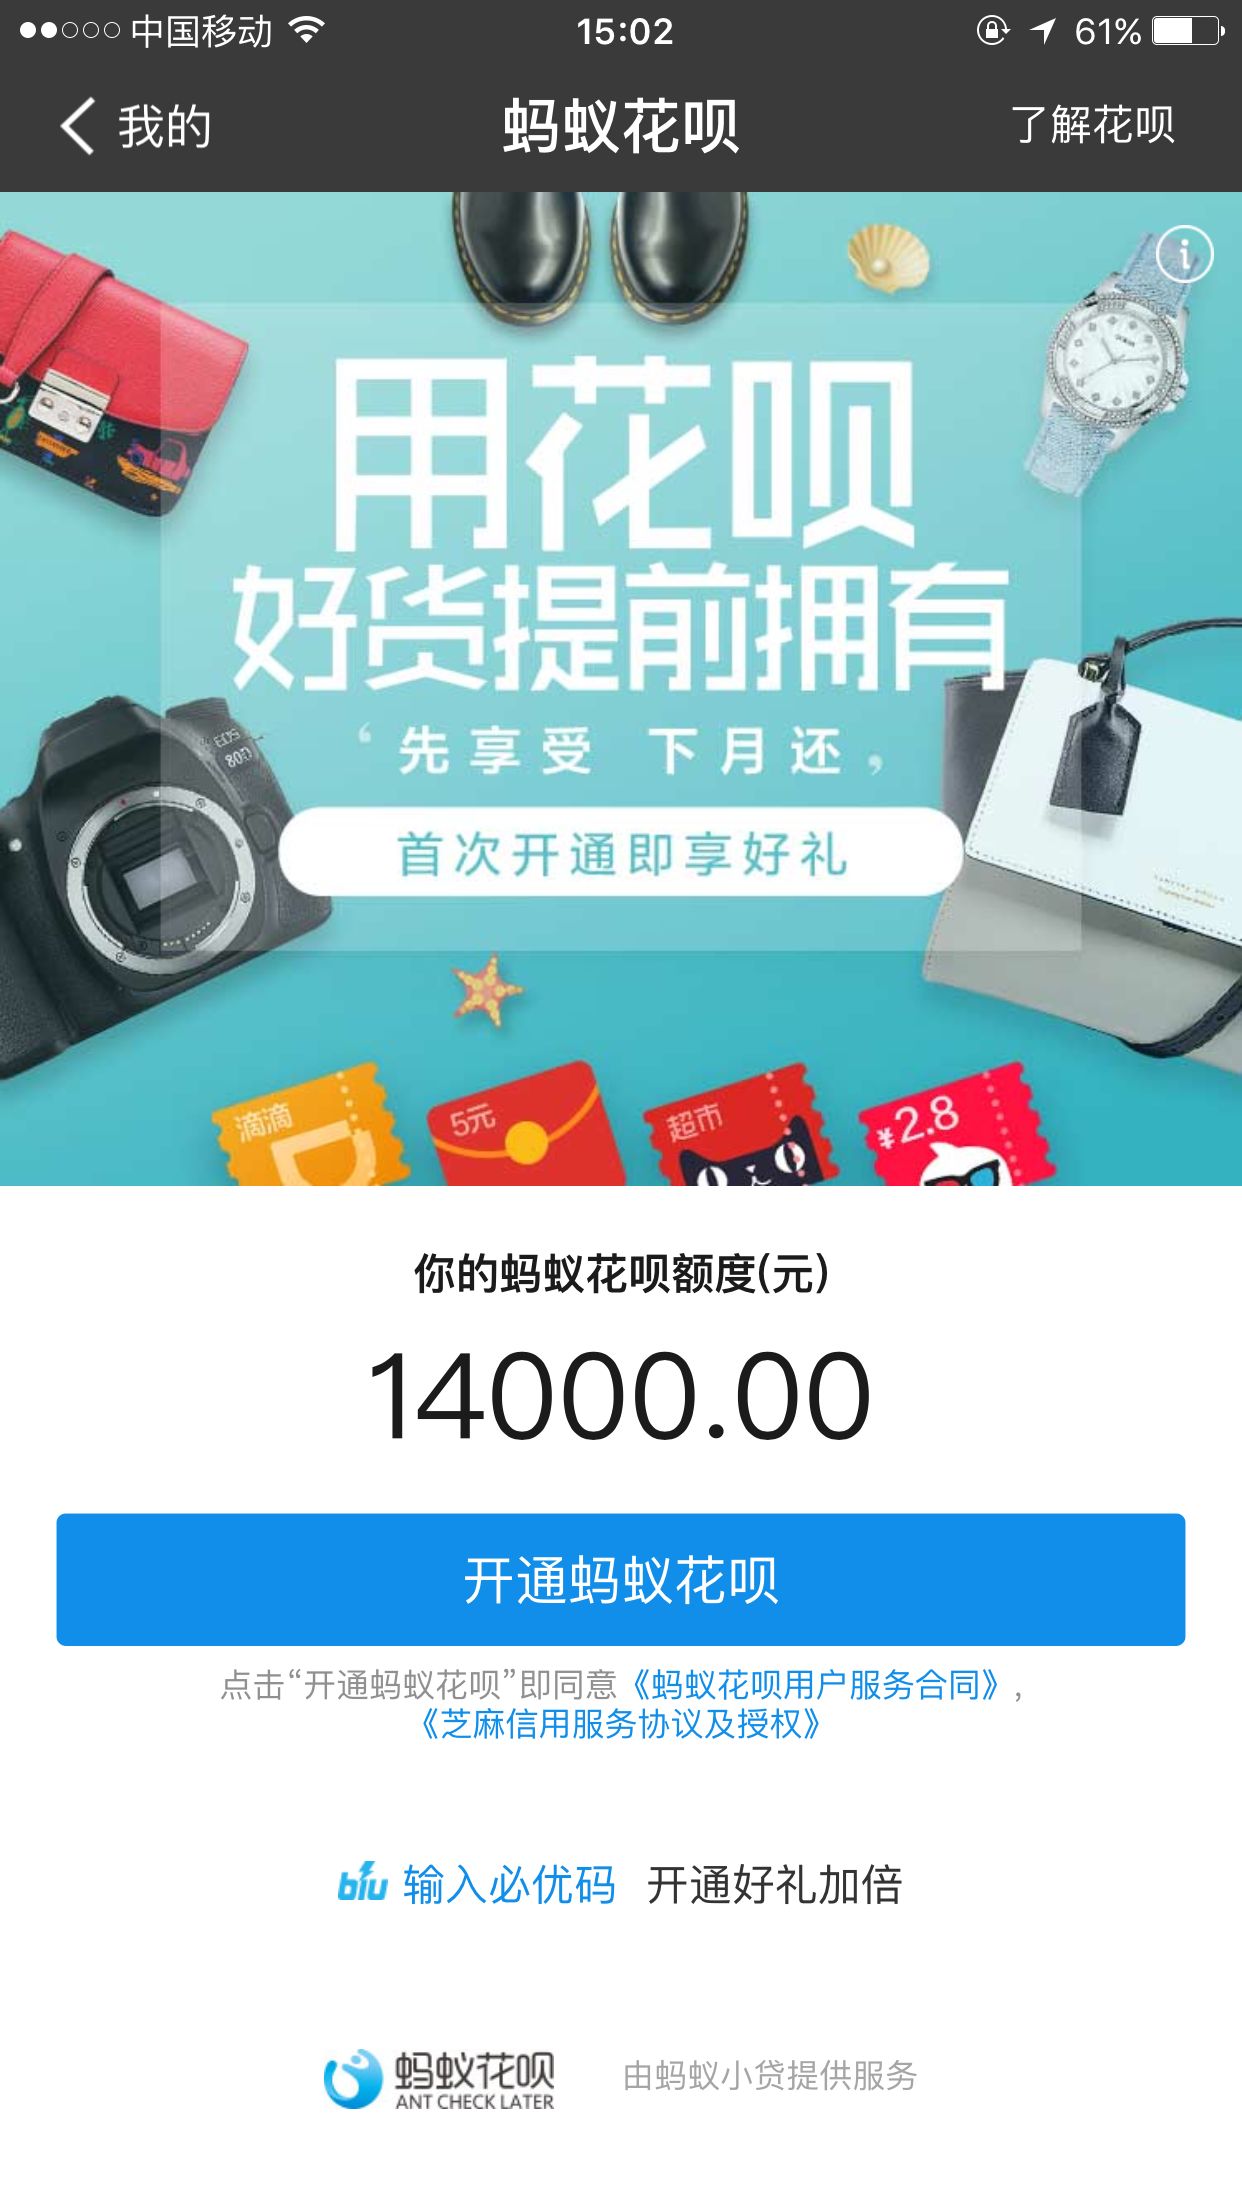 中国移动 15:02 61%
我的 蚂蚁花呗 了解花呗
用花呗
好货提前拥有
‘先享受 下月还’
首次开通即享好礼
EOS
80D
滴滴 5元 超市 ¥2.8
你的蚂蚁花呗额度(元)
14000.00
开通蚂蚁花呗
点击“开通蚂蚁花呗”即同意《蚂蚁花呗用户服务合同》,
《芝麻信用服务协议及授权》
biu 输入必优码 开通好礼加倍
蚂蚁花呗 由蚂蚁小贷提供服务
ANT CHECK LATER